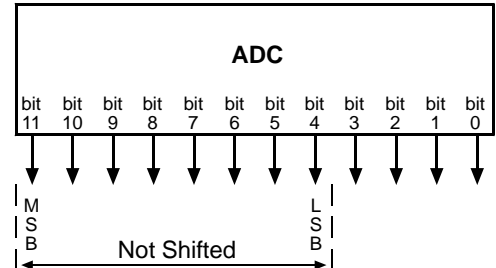 ADC
bit bit bit bit bit bit bit bit bit bit bit bit
11 10 9 8 7 6 5 4 3 2 1 0
M L
S S
B B
Not Shifted